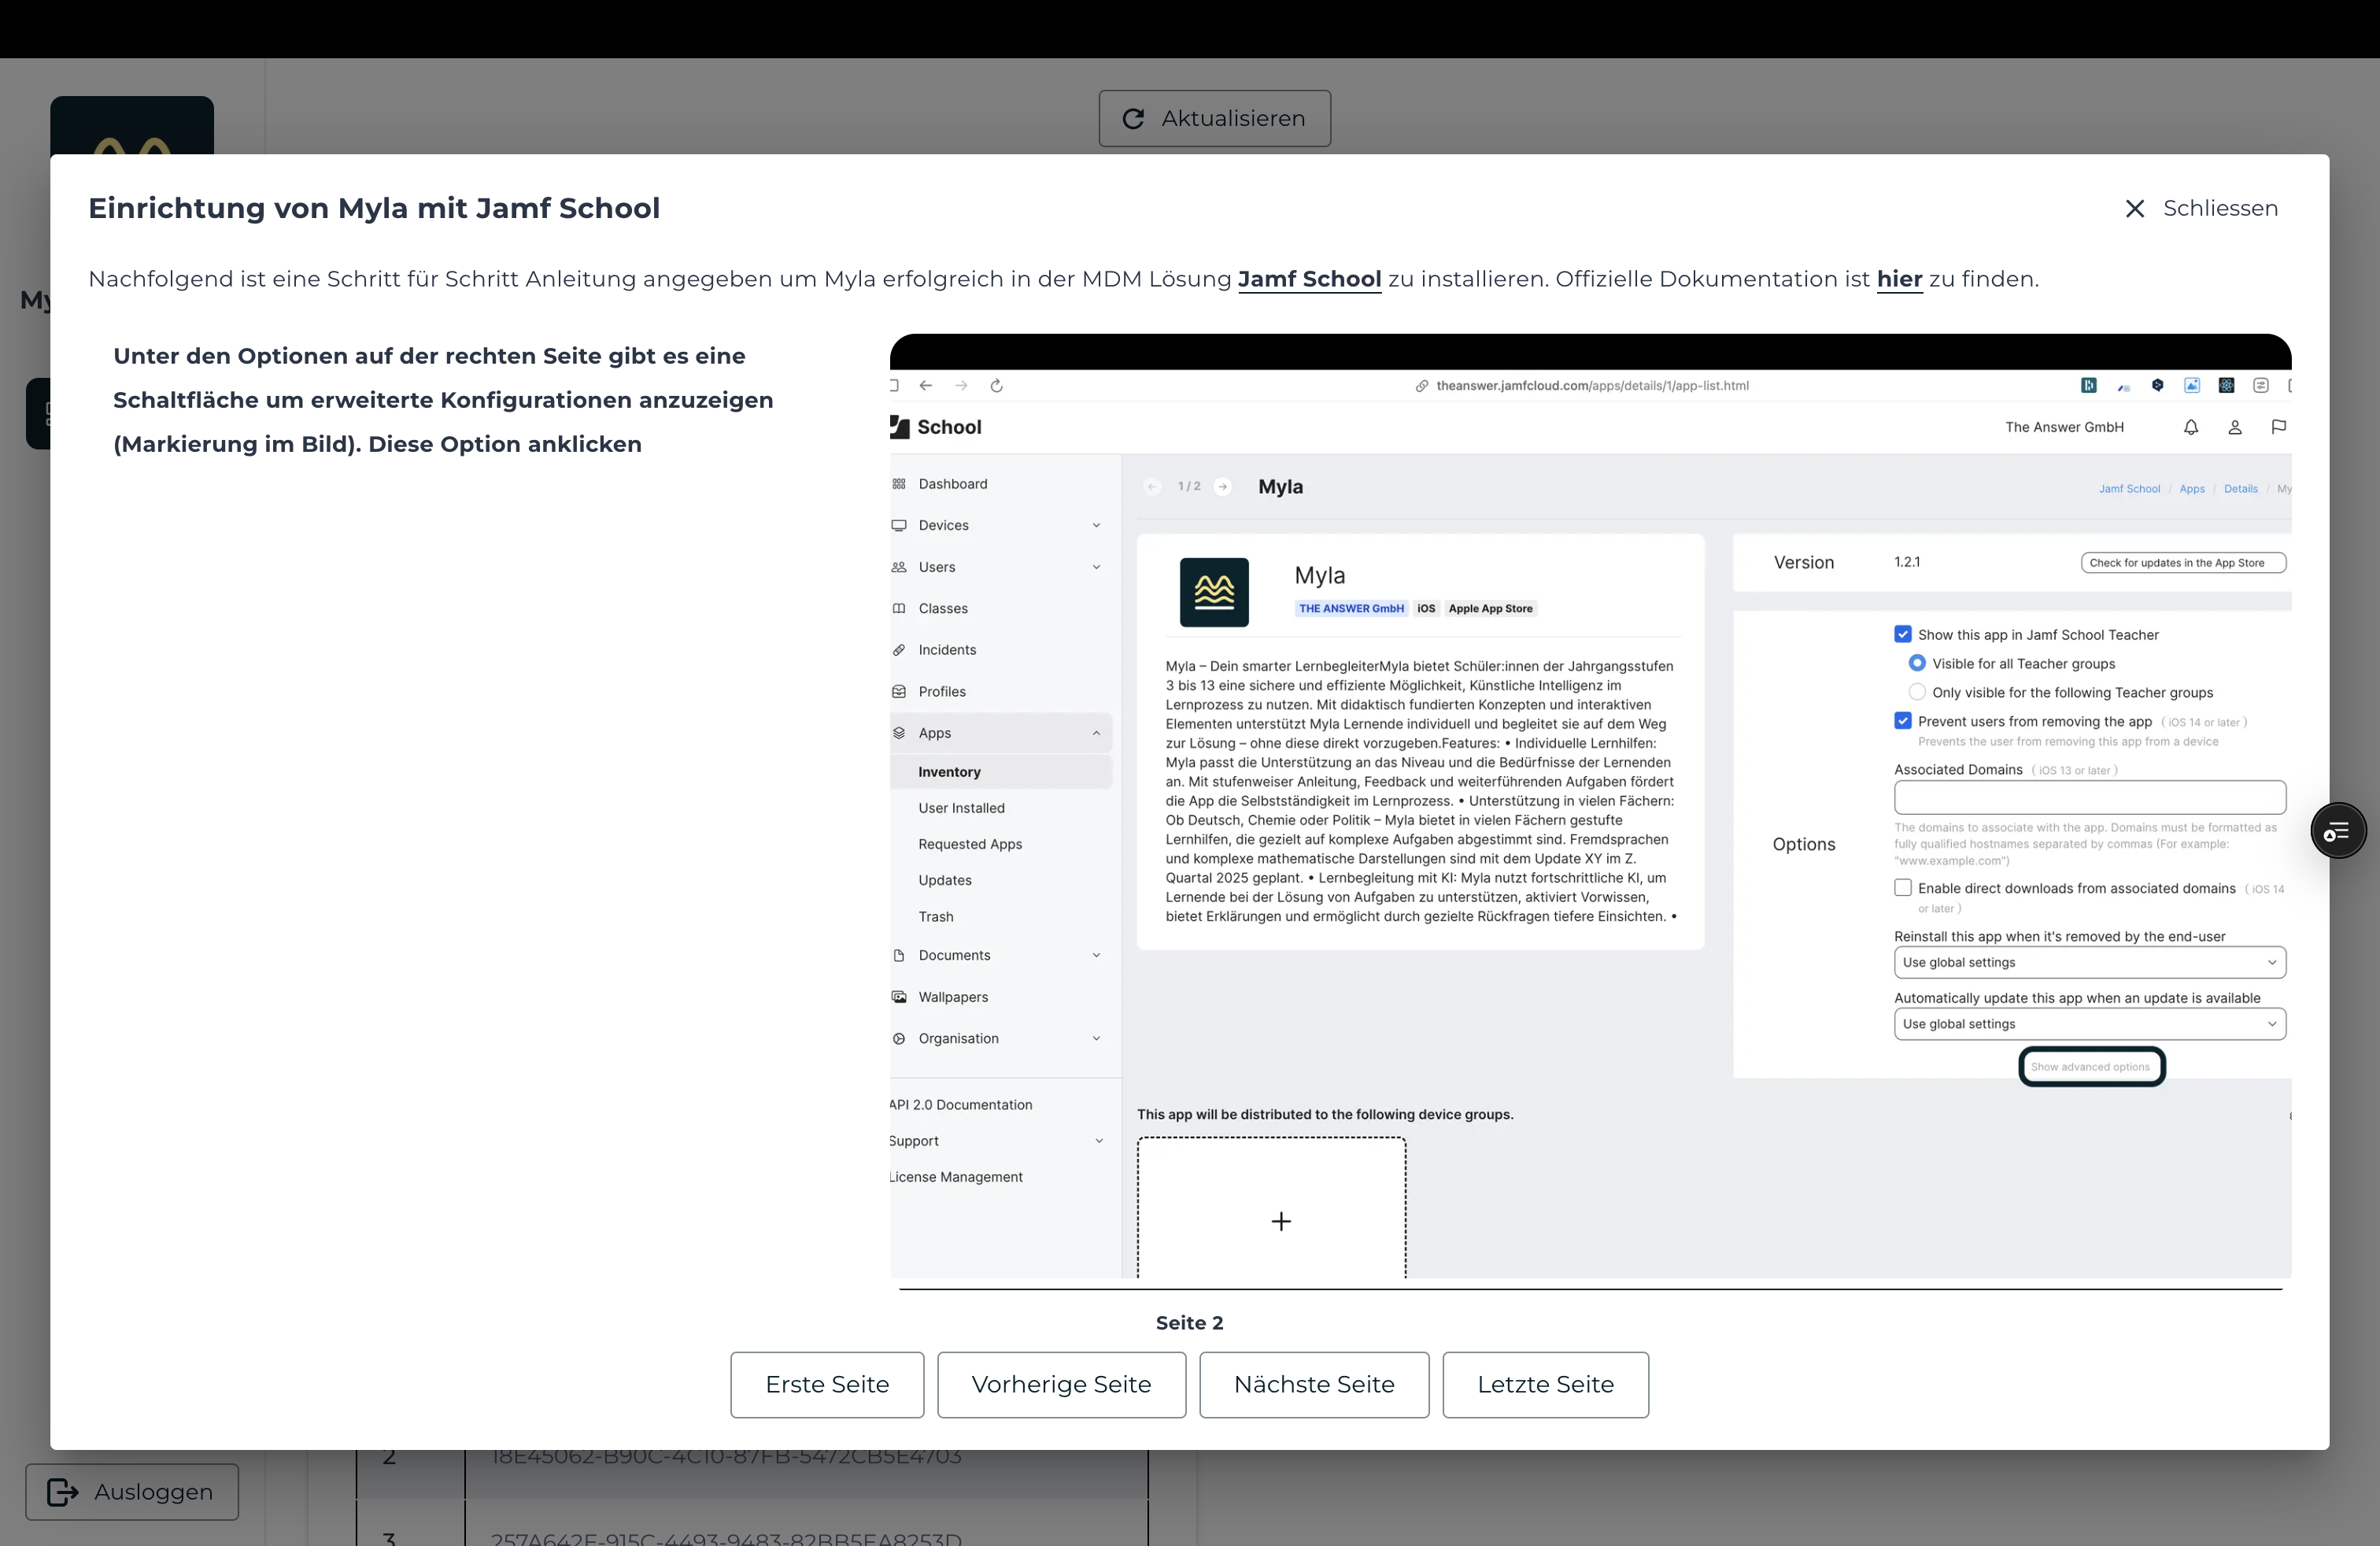 Aktualisieren
Einrichtung von Myla mit Jamf School
Schliessen
Nachfolgend ist eine Schritt für Schritt Anleitung angegeben um Myla erfolgreich in der MDM Lösung Jamf School zu installieren. Offizielle Dokumentation ist hier zu finden.
My
Unter den Optionen auf der rechten Seite gibt es eine
Schaltfläche um erweiterte Konfigurationen anzuzeigen
(Markierung im Bild). Diese Option anklicken
theanswer.jamfcloud.com/apps/details/1/app-list.html
School
The Answer GmbH
Dashboard
Devices
Users
Classes
Incidents
Profiles
Apps
Inventory
User Installed
Requested Apps
Updates
Trash
Documents
Wallpapers
Organisation
API 2.0 Documentation
Support
License Management
1 / 2
Myla
Jamf School / Apps / Details / My
Myla
THE ANSWER GmbH iOS Apple App Store
Myla – Dein smarter LernbegleiterMyla bietet Schüler:innen der Jahrgangsstufen
3 bis 13 eine sichere und effiziente Möglichkeit, Künstliche Intelligenz im
Lernprozess zu nutzen. Mit didaktisch fundierten Konzepten und interaktiven
Elementen unterstützt Myla Lernende individuell und begleitet sie auf dem Weg
zur Lösung – ohne diese direkt vorzugeben.Features: • Individuelle Lernhilfen:
Myla passt die Unterstützung an das Niveau und die Bedürfnisse der Lernenden
an. Mit stufenweiser Anleitung, Feedback und weiterführenden Aufgaben fördert
die App die Selbstständigkeit im Lernprozess. • Unterstützung in vielen Fächern:
Ob Deutsch, Chemie oder Politik – Myla bietet in vielen Fächern gestufte
Lernhilfen, die gezielt auf komplexe Aufgaben abgestimmt sind. Fremdsprachen
und komplexe mathematische Darstellungen sind mit dem Update XY im Z.
Quartal 2025 geplant. • Lernbegleitung mit KI: Myla nutzt fortschrittliche KI, um
Lernende bei der Lösung von Aufgaben zu unterstützen, aktiviert Vorwissen,
bietet Erklärungen und ermöglicht durch gezielte Rückfragen tiefere Einsichten. •
Version
1.2.1
Check for updates in the App Store
Options
Show this app in Jamf School Teacher
Visible for all Teacher groups
Only visible for the following Teacher groups
Prevent users from removing the app ( iOS 14 or later )
Prevents the user from removing this app from a device
Associated Domains ( iOS 13 or later )
The domains to associate with the app. Domains must be formatted as
fully qualified hostnames separated by commas (For example:
"www.example.com")
Enable direct downloads from associated domains ( iOS 14
or later )
Reinstall this app when it's removed by the end-user
Use global settings
Automatically update this app when an update is available
Use global settings
Show advanced options
This app will be distributed to the following device groups.
Seite 2
Erste Seite
Vorherige Seite
Nächste Seite
Letzte Seite
2
18E45062-B90C-4C10-87FB-5472CB5E4703
Ausloggen
3
257A642E-915C-4493-9483-82BB5EA8253D